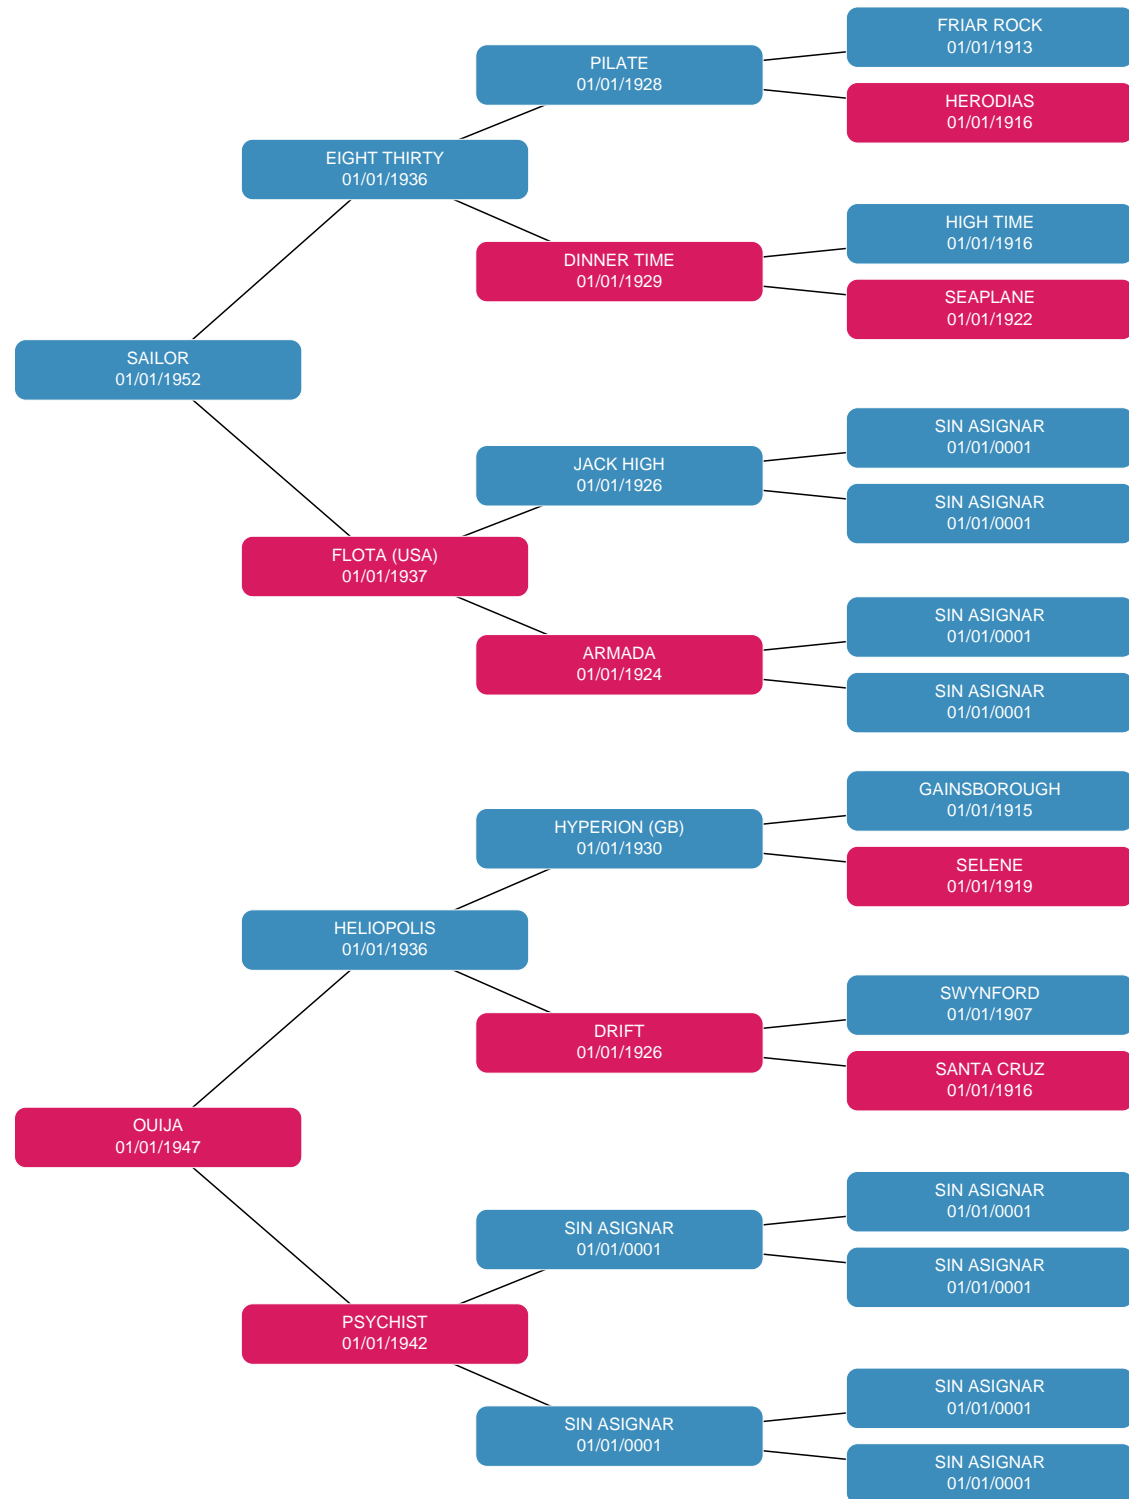 FRIAR ROCK
01/01/1913
PILATE
01/01/1928
HERODIAS
01/01/1916
EIGHT THIRTY
01/01/1936
HIGH TIME
01/01/1916
DINNER TIME
01/01/1929
SEAPLANE
01/01/1922
SAILOR
01/01/1952
SIN ASIGNAR
01/01/0001
JACK HIGH
01/01/1926
SIN ASIGNAR
01/01/0001
FLOTA (USA)
01/01/1937
SIN ASIGNAR
01/01/0001
ARMADA
01/01/1924
SIN ASIGNAR
01/01/0001
GAINSBOROUGH
01/01/1915
HYPERION (GB)
01/01/1930
SELENE
01/01/1919
HELIOPOLIS
01/01/1936
SWYNFORD
01/01/1907
DRIFT
01/01/1926
SANTA CRUZ
01/01/1916
OUIJA
01/01/1947
SIN ASIGNAR
01/01/0001
SIN ASIGNAR
01/01/0001
SIN ASIGNAR
01/01/0001
PSYCHIST
01/01/1942
SIN ASIGNAR
01/01/0001
SIN ASIGNAR
01/01/0001
SIN ASIGNAR
01/01/0001